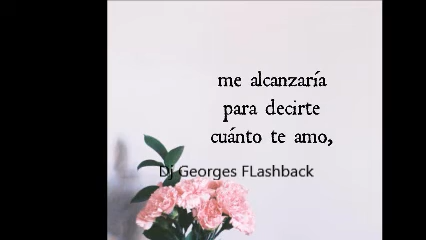 me alcanzaría
para decirte
cuánto te amo,
Dj Georges FLashback